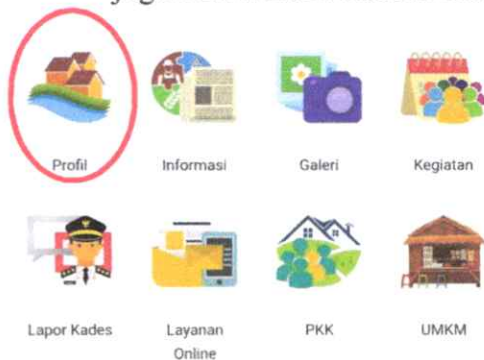 Profil
Informasi
Galeri
Kegiatan
Lapor Kades
Layanan
Online
PKK
UMKM